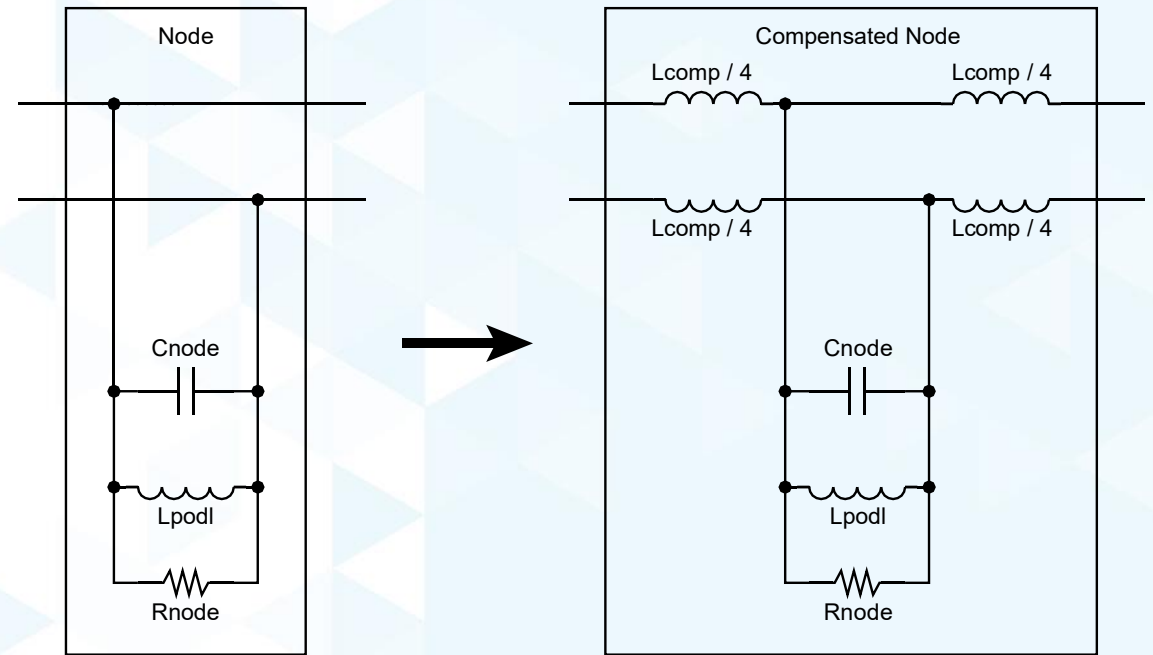 Node
Cnode
Lpodl
Rnode
Compensated Node
Lcomp / 4
Lcomp / 4
Lcomp / 4
Lcomp / 4
Cnode
Lpodl
Rnode